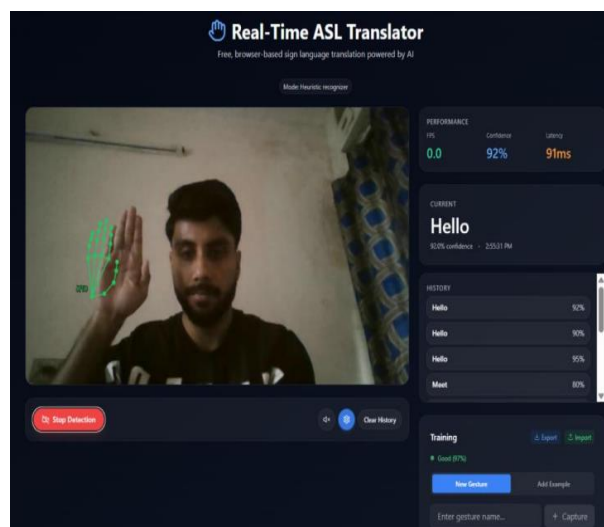 Real-Time ASL Translator
Free, browser-based sign language translation powered by AI
Mode: Heuristic recognizer
PERFORMANCE
FPS Confidence Latency
0.0 92% 91ms
CURRENT
Hello
92.0% confidence • 2:55:31 PM
HISTORY
Hello 92%
Hello 90%
Hello 95%
Meet 80%
Stop Detection
Clear History
Training Export Import
Good (97%)
New Gesture Add Example
Enter gesture name... + Capture